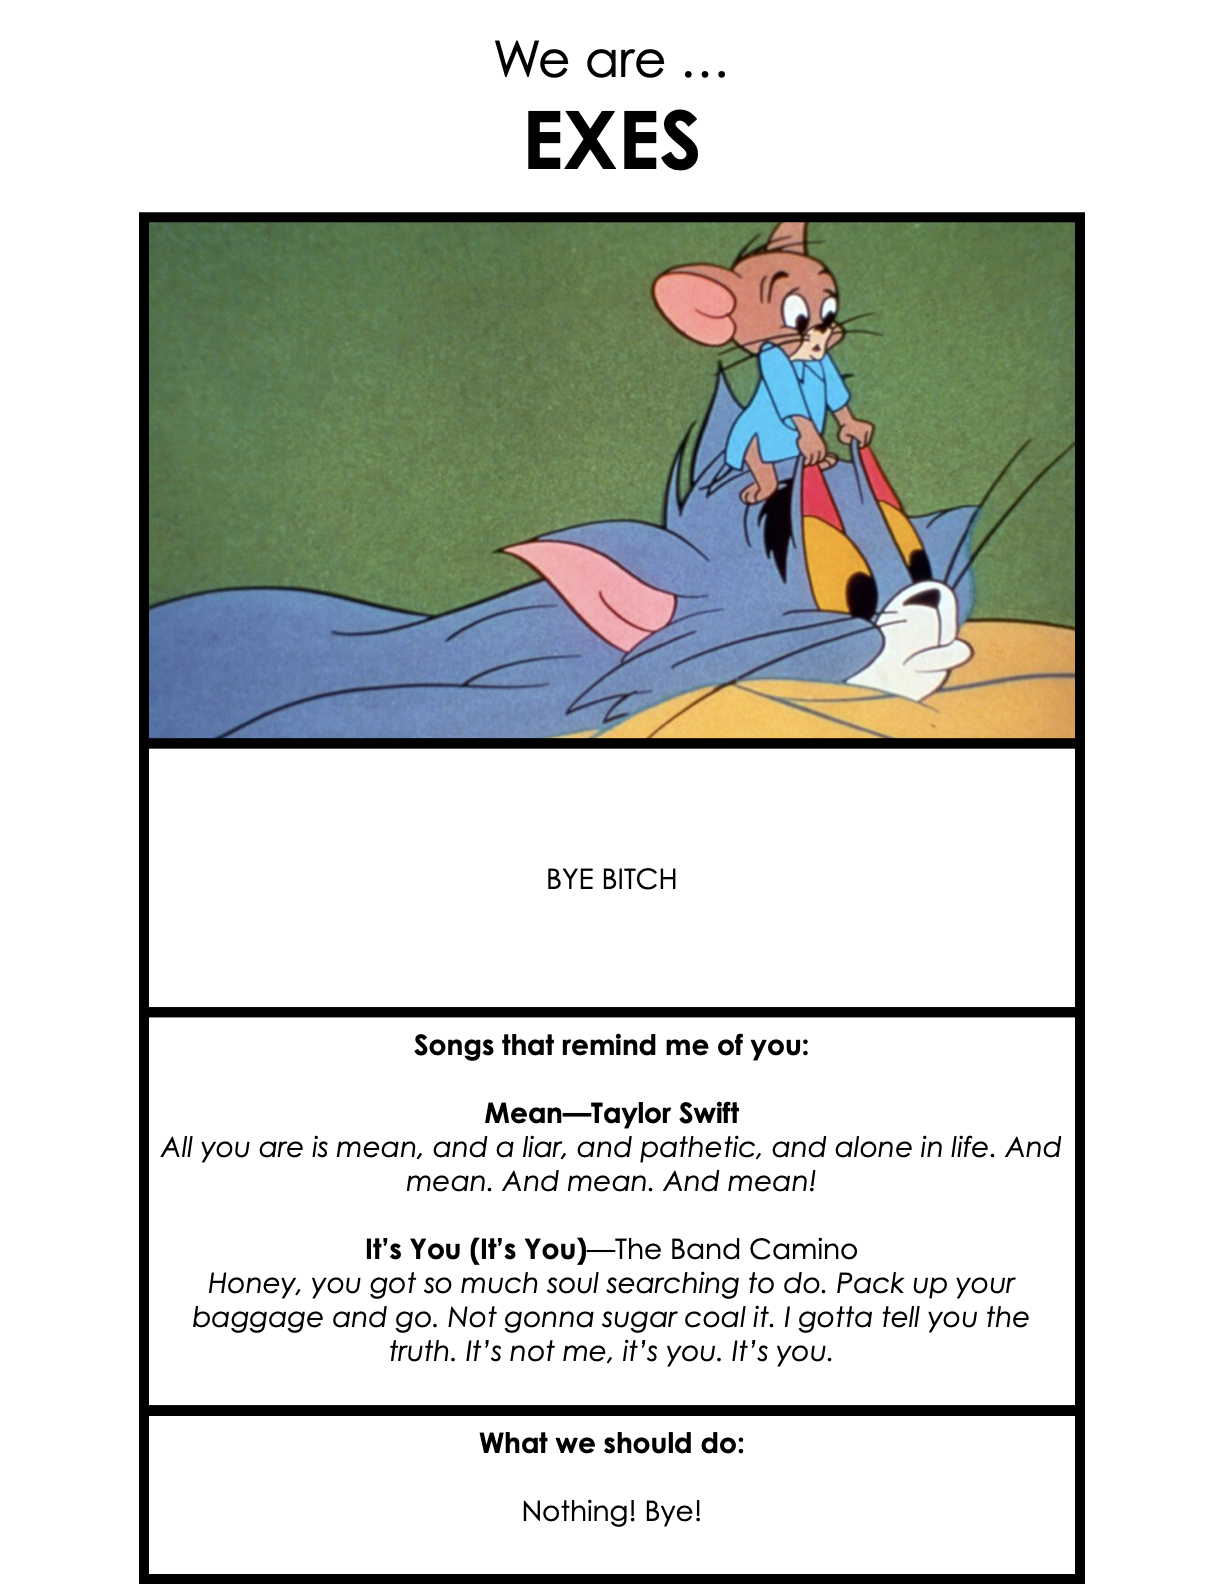 We are …
EXES
BYE BITCH
Songs that remind me of you:
Mean—Taylor Swift
All you are is mean, and a liar, and pathetic, and alone in life. And
mean. And mean. And mean!
It’s You (It’s You)—The Band Camino
Honey, you got so much soul searching to do. Pack up your
baggage and go. Not gonna sugar coal it. I gotta tell you the
truth. It’s not me, it’s you. It’s you.
What we should do:
Nothing! Bye!